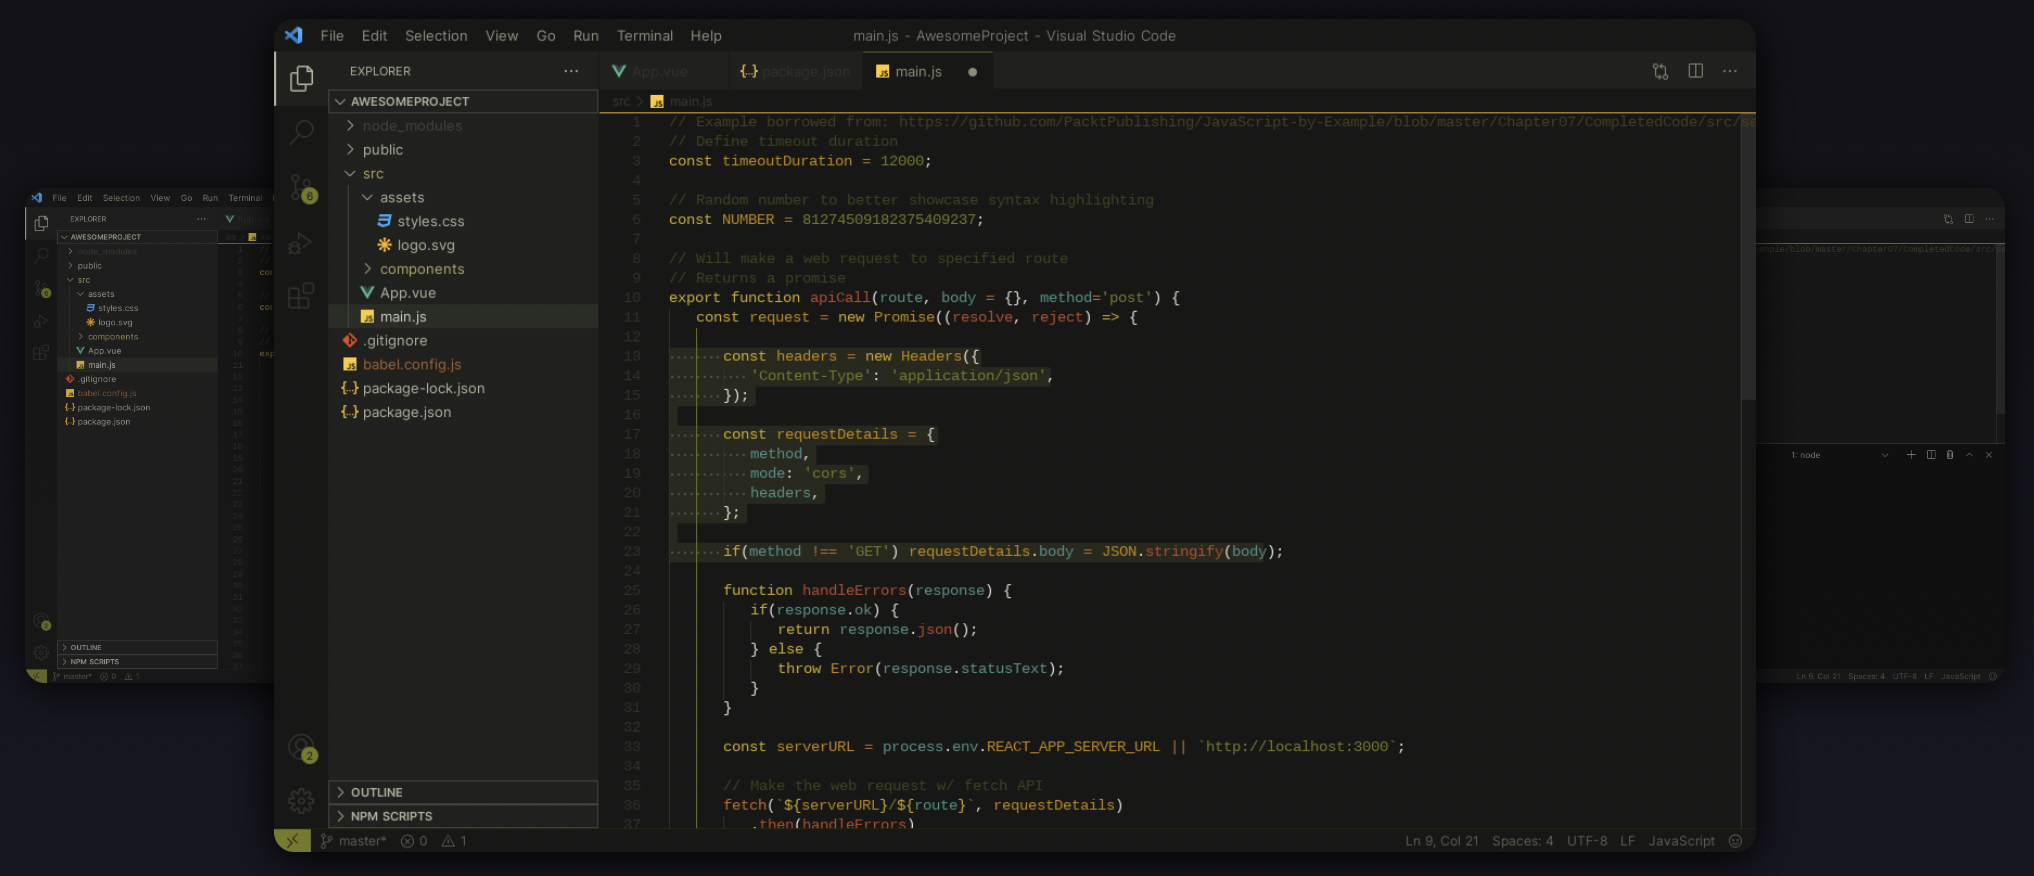 File Edit Selection View Go Run Terminal Help
main.js - AwesomeProject - Visual Studio Code
EXPLORER
App.vue
package.json
main.js
AWESOMEPROJECT
src > main.js
node_modules
public
src
assets
styles.css
logo.svg
components
App.vue
main.js
.gitignore
babel.config.js
package-lock.json
package.json
OUTLINE
NPM SCRIPTS
6
2
1 // Example borrowed from: https://github.com/PacktPublishing/JavaScript-by-Example/blob/master/Chapter07/CompletedCode/src/se
2 // Define timeout duration
3 const timeoutDuration = 12000;
4
5 // Random number to better showcase syntax highlighting
6 const NUMBER = 81274509182375409237;
7
8 // Will make a web request to specified route
9 // Returns a promise
10 export function apiCall(route, body = {}, method='post') {
11 const request = new Promise((resolve, reject) => {
12
13 const headers = new Headers({
14 'Content-Type': 'application/json',
15 });
16
17 const requestDetails = {
18 method,
19 mode: 'cors',
20 headers,
21 };
22
23 if(method !== 'GET') requestDetails.body = JSON.stringify(body);
24
25 function handleErrors(response) {
26 if(response.ok) {
27 return response.json();
28 } else {
29 throw Error(response.statusText);
30 }
31 }
32
33 const serverURL = process.env.REACT_APP_SERVER_URL || `http://localhost:3000`;
34
35 // Make the web request w/ fetch API
36 fetch(`${serverURL}/${route}`, requestDetails)
37 .then(handleErrors)
master* 0 1
Ln 9, Col 21 Spaces: 4 UTF-8 LF JavaScript
File Edit Selection View Go Run Terminal
EXPLORER
AWESOMEPROJECT
node_modules
public
src
assets
styles.css
logo.svg
components
App.vue
main.js
.gitignore
babel.config.js
package-lock.json
package.json
OUTLINE
NPM SCRIPTS
master* 0 1
ample/blob/master/Chapter07/CompletedCode/src/se
1: node
Ln 9, Col 21 Spaces: 4 UTF-8 LF JavaScript